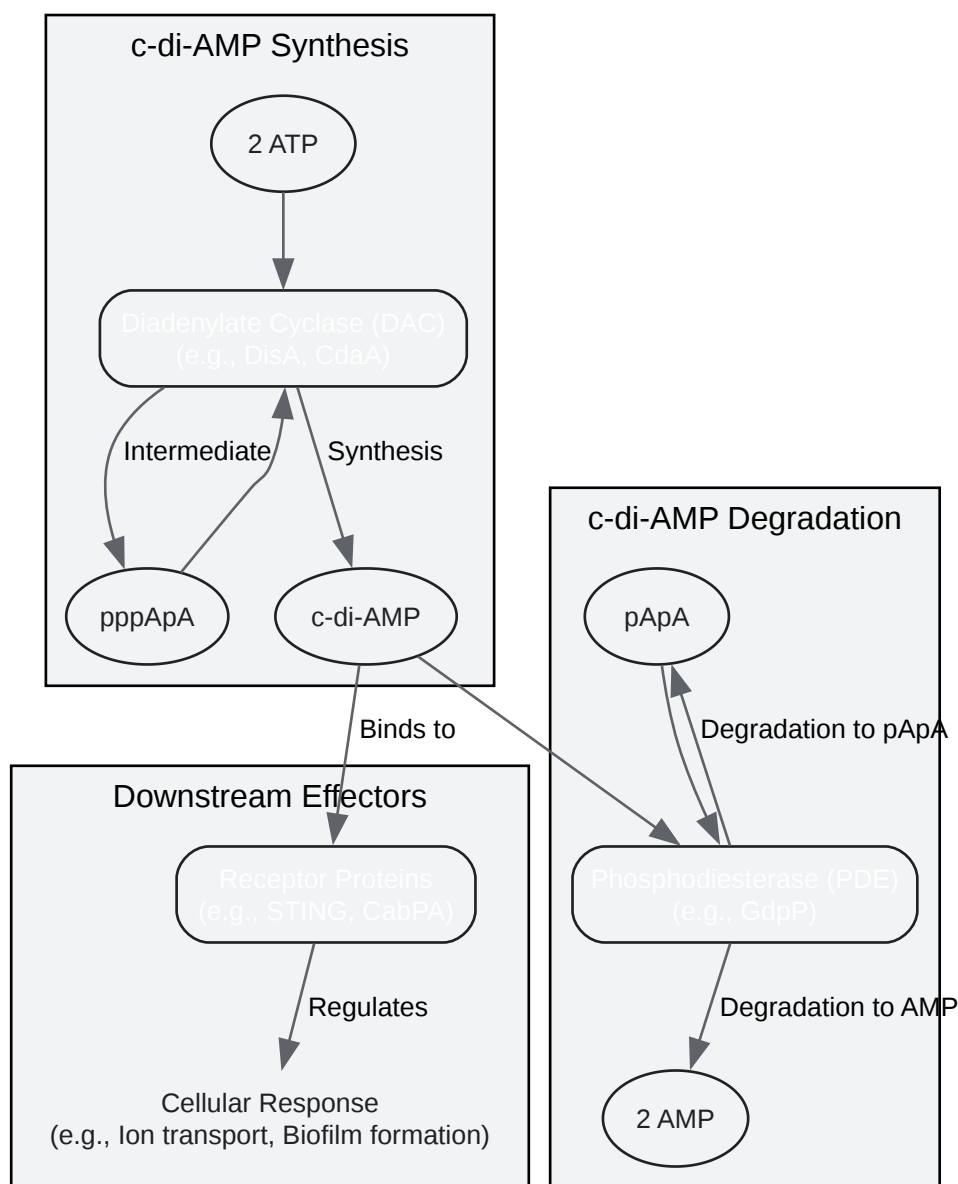 c-di-AMP Synthesis
2 ATP
Diadenylate Cyclase (DAC)
(e.g., DisA, CdaA)
Intermediate
Synthesis
pppApA
c-di-AMP
c-di-AMP Degradation
pApA
Binds to
Degradation to pApA
Downstream Effectors
Receptor Proteins
(e.g., STING, CabPA)
Phosphodiesterase (PDE)
(e.g., GdpP)
Regulates
Degradation to AMP
Cellular Response
(e.g., Ion transport, Biofilm formation)
2 AMP